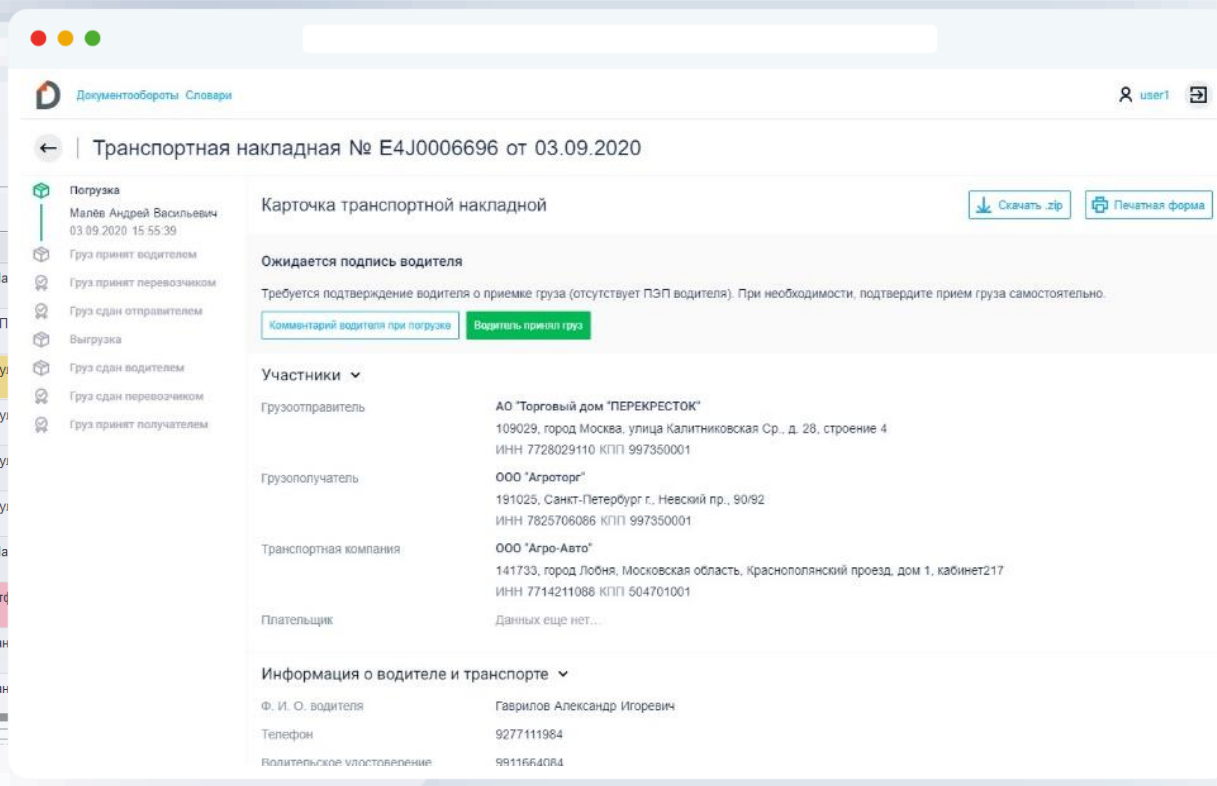 Документообороты Словари
user1
Транспортная накладная № E4J0006696 от 03.09.2020
Погрузка
Малёв Андрей Васильевич
03.09.2020 15:55:39
Груз принят водителем
Груз принят перевозчиком
Груз сдан отправителем
Выгрузка
Груз сдан водителем
Груз сдан перевозчиком
Груз принят получателем
Карточка транспортной накладной
Скачать .zip
Печатная форма
Ожидается подпись водителя
Требуется подтверждение водителя о приемке груза (отсутствует ПЭП водителя). При необходимости, подтвердите прием груза самостоятельно.
Комментарий водителя при погрузке
Водитель принял груз
Участники
Грузоотправитель
АО "Торговый дом "ПЕРЕКРЕСТОК"
109029, город Москва, улица Калитниковская Ср., д. 28, строение 4
ИНН 7728029110 КПП 997350001
Грузополучатель
ООО "Агроторг"
191025, Санкт-Петербург г., Невский пр., 90/92
ИНН 7825706086 КПП 997350001
Транспортная компания
ООО "Агро-Авто"
141733, город Лобня, Московская область, Краснополянский проезд, дом 1, кабинет217
ИНН 7714211088 КПП 504701001
Плательщик
Данных еще нет...
Информация о водителе и транспорте
Ф. И. О. водителя
Гаврилов Александр Игоревич
Телефон
9277111984
Водительское удостоверение
9911664084